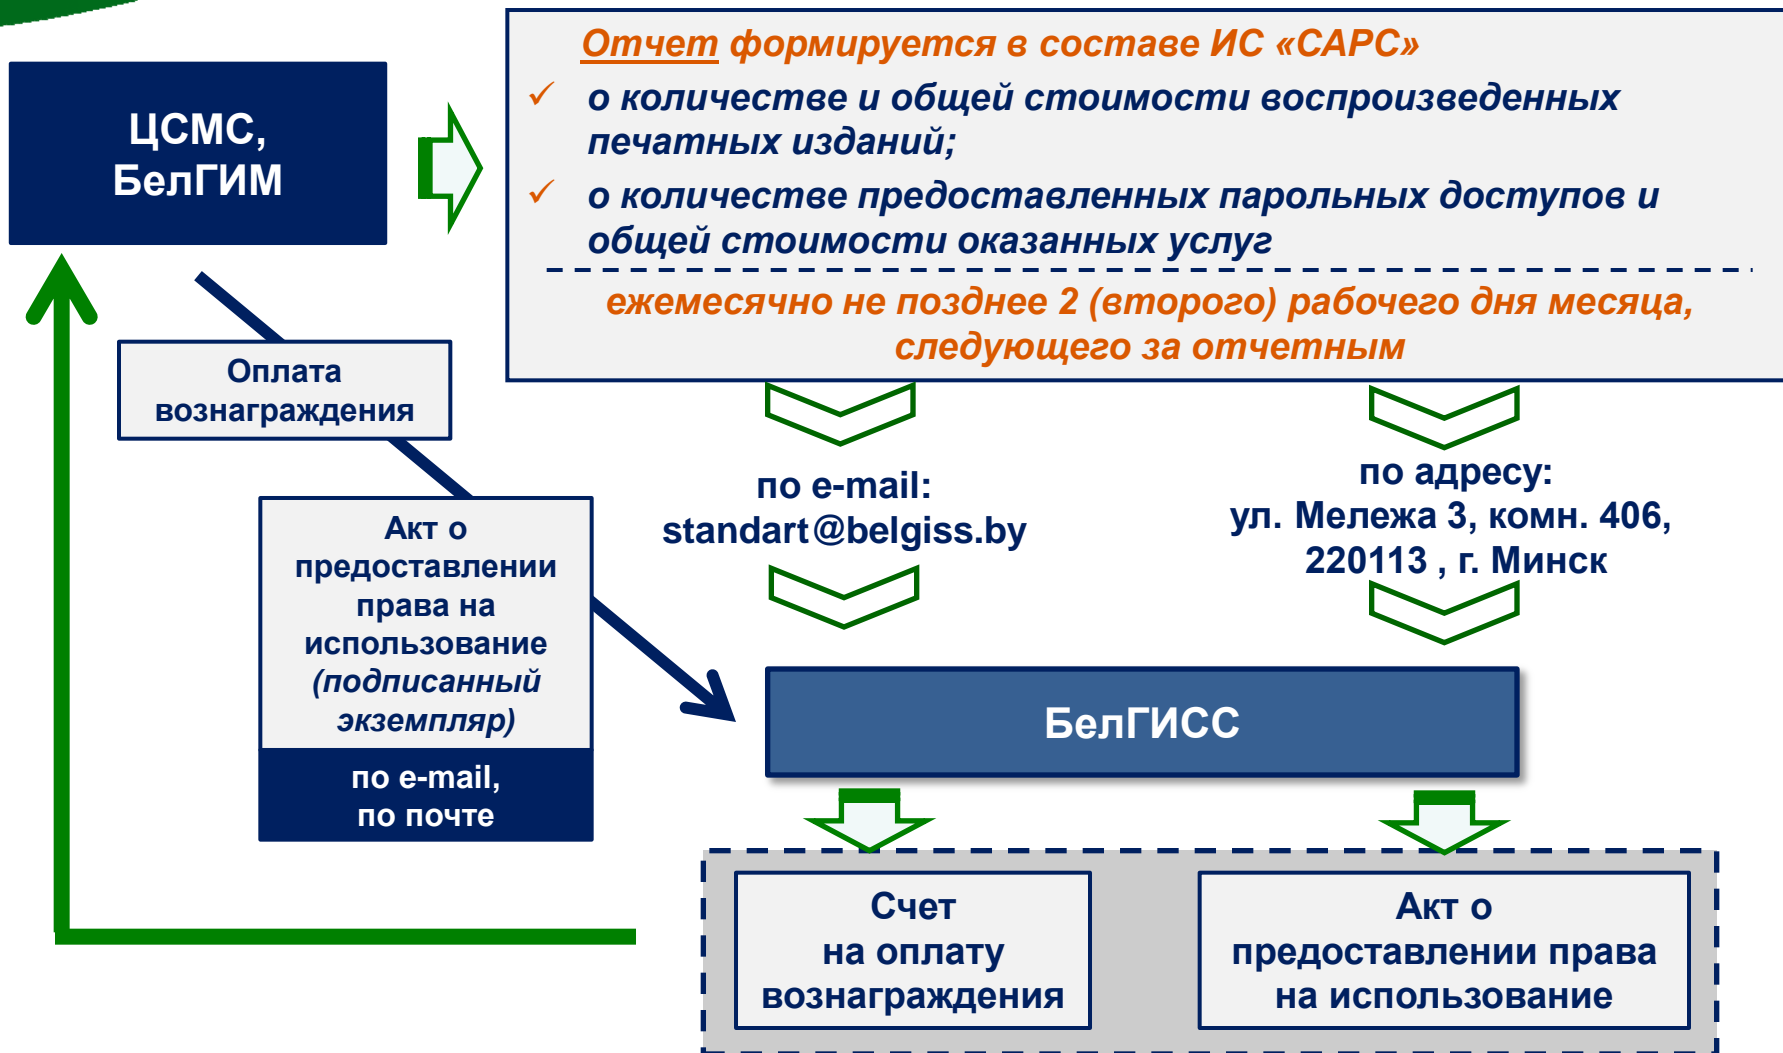 ЦСМС,
БелГИМ
Отчет формируется в составе ИС «САРС»
✓ о количестве и общей стоимости воспроизведенных
печатных изданий;
✓ о количестве предоставленных парольных доступов и
общей стоимости оказанных услуг
ежемесячно не позднее 2 (второго) рабочего дня месяца,
следующего за отчетным
Оплата
вознаграждения
Акт о
предоставлении
права на
использование
(подписанный
экземпляр)
по e-mail,
по почте
по e-mail:
standart@belgiss.by
по адресу:
ул. Мележа 3, комн. 406,
220113 , г. Минск
БелГИСС
Счет
на оплату
вознаграждения
Акт о
предоставлении права
на использование